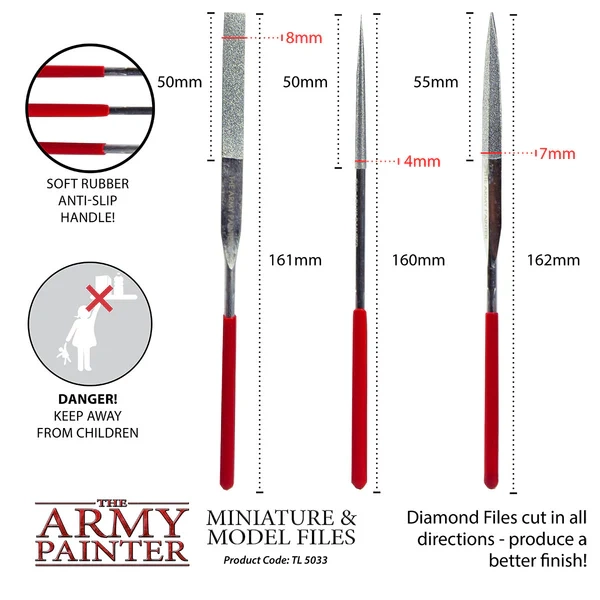 50mm
8mm
50mm
4mm
55mm
7mm
SOFT RUBBER
ANTI-SLIP
HANDLE!
161mm
160mm
162mm
DANGER!
KEEP AWAY
FROM CHILDREN
THE
ARMY
PAINTER
MINIATURE &
MODEL FILES
Product Code: TL 5033
Diamond Files cut in all
directions - produce a
better finish!